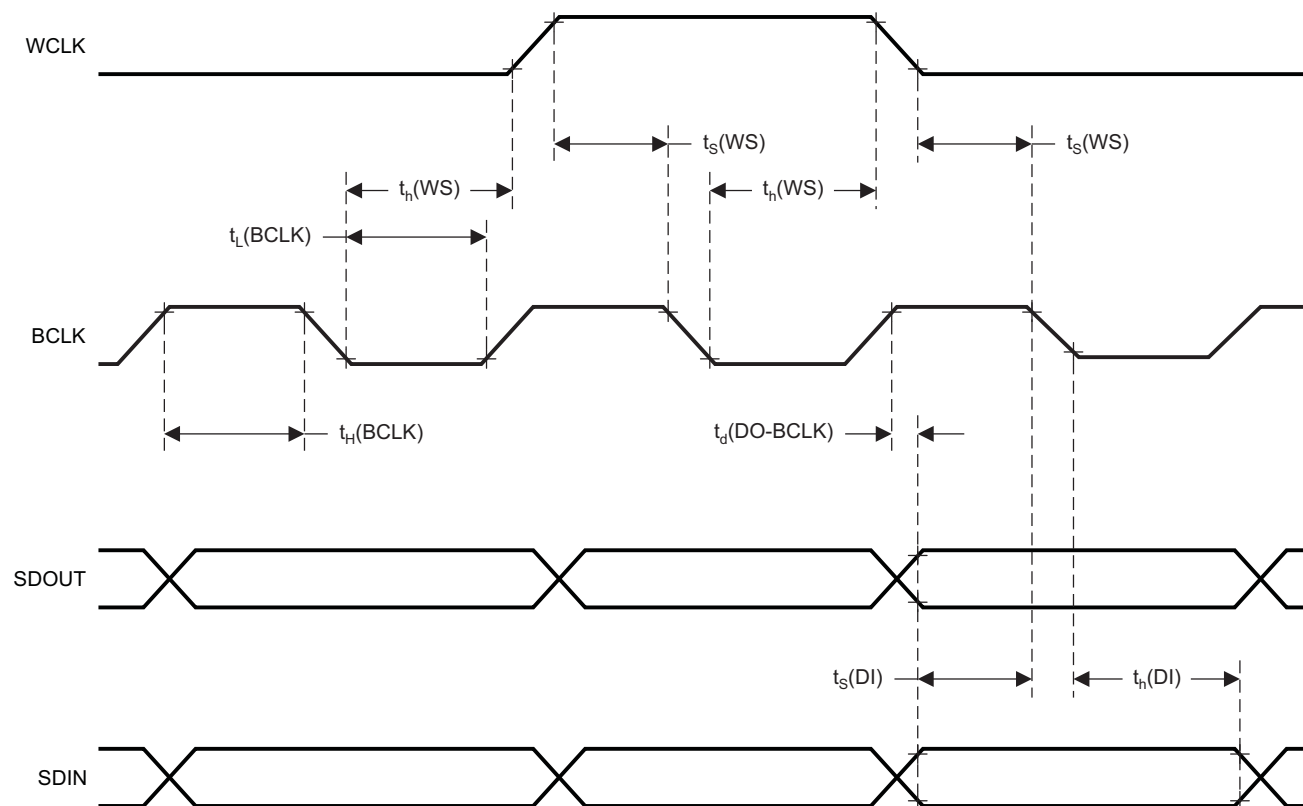 WCLK
tS(WS)
tS(WS)
th(WS)
th(WS)
tL(BCLK)
BCLK
tH(BCLK)
td(DO-BCLK)
SDOUT
tS(DI)
th(DI)
SDIN